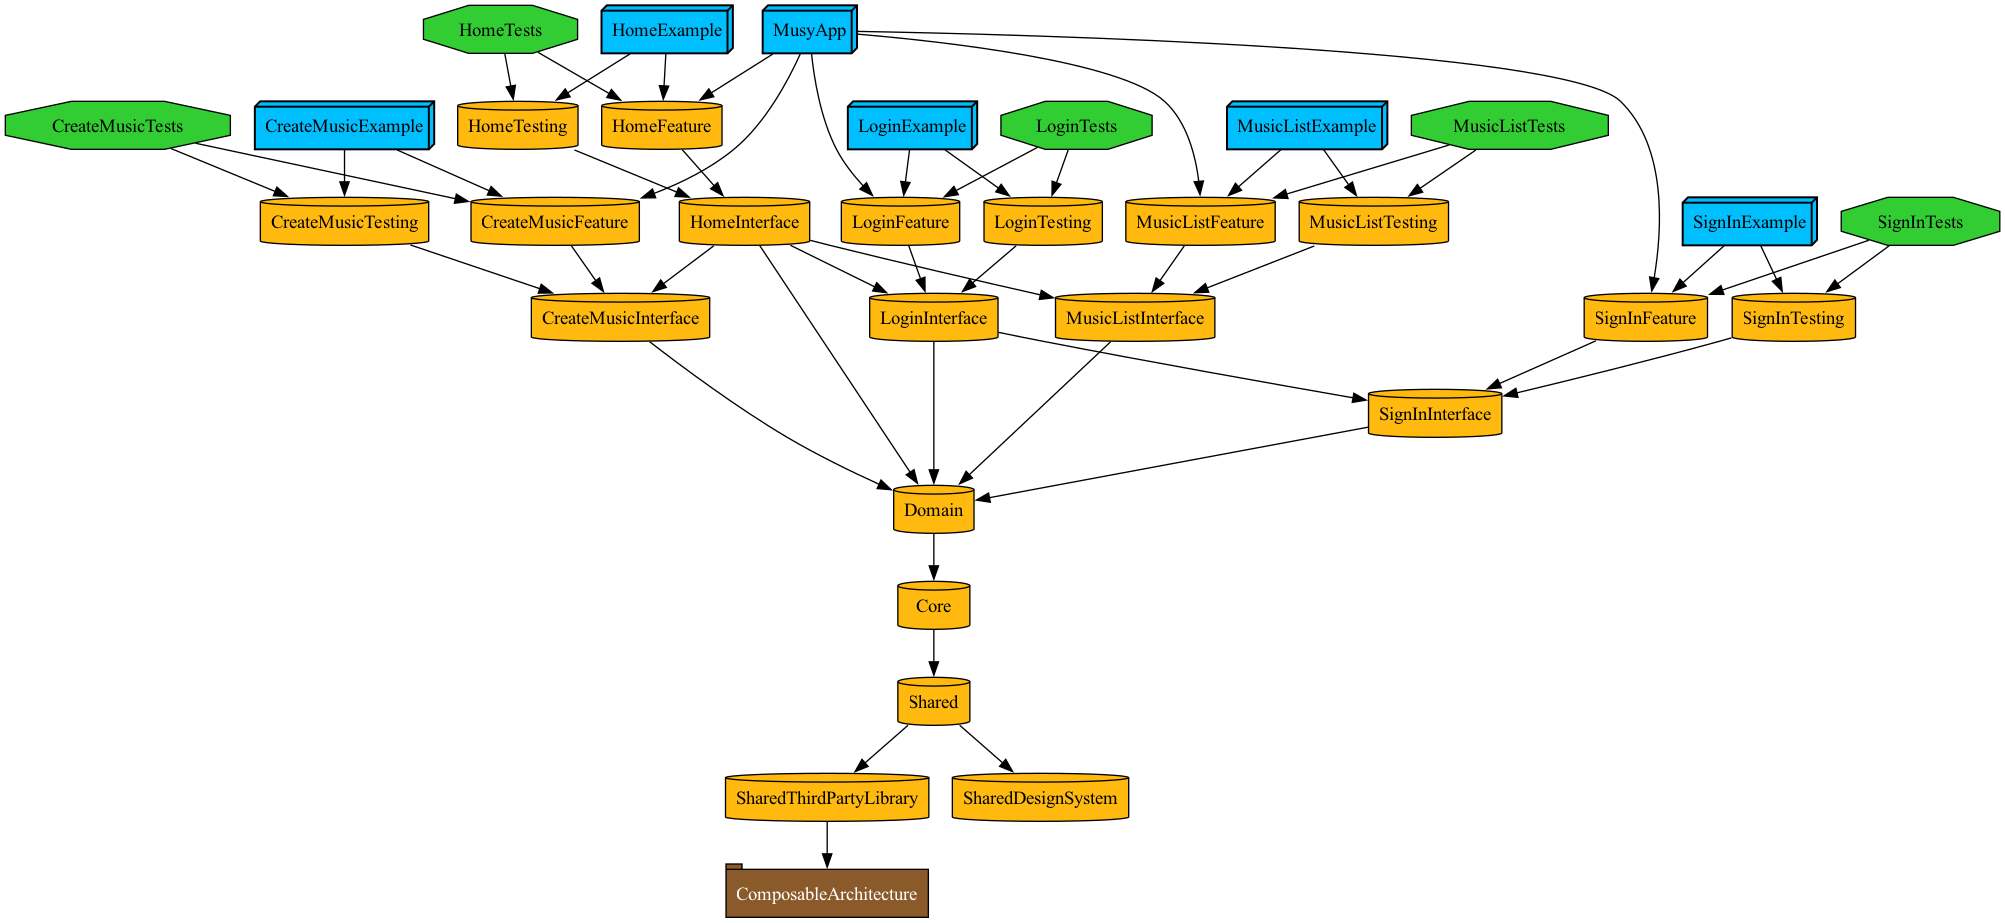 HomeTests
HomeExample
MusyApp
CreateMusicTests
CreateMusicExample
HomeTesting
HomeFeature
LoginExample
LoginTests
MusicListExample
MusicListTests
CreateMusicTesting
CreateMusicFeature
HomeInterface
LoginFeature
LoginTesting
MusicListFeature
MusicListTesting
SignInExample
SignInTests
CreateMusicInterface
LoginInterface
MusicListInterface
SignInFeature
SignInTesting
SignInInterface
Domain
Core
Shared
SharedThirdPartyLibrary
SharedDesignSystem
ComposableArchitecture